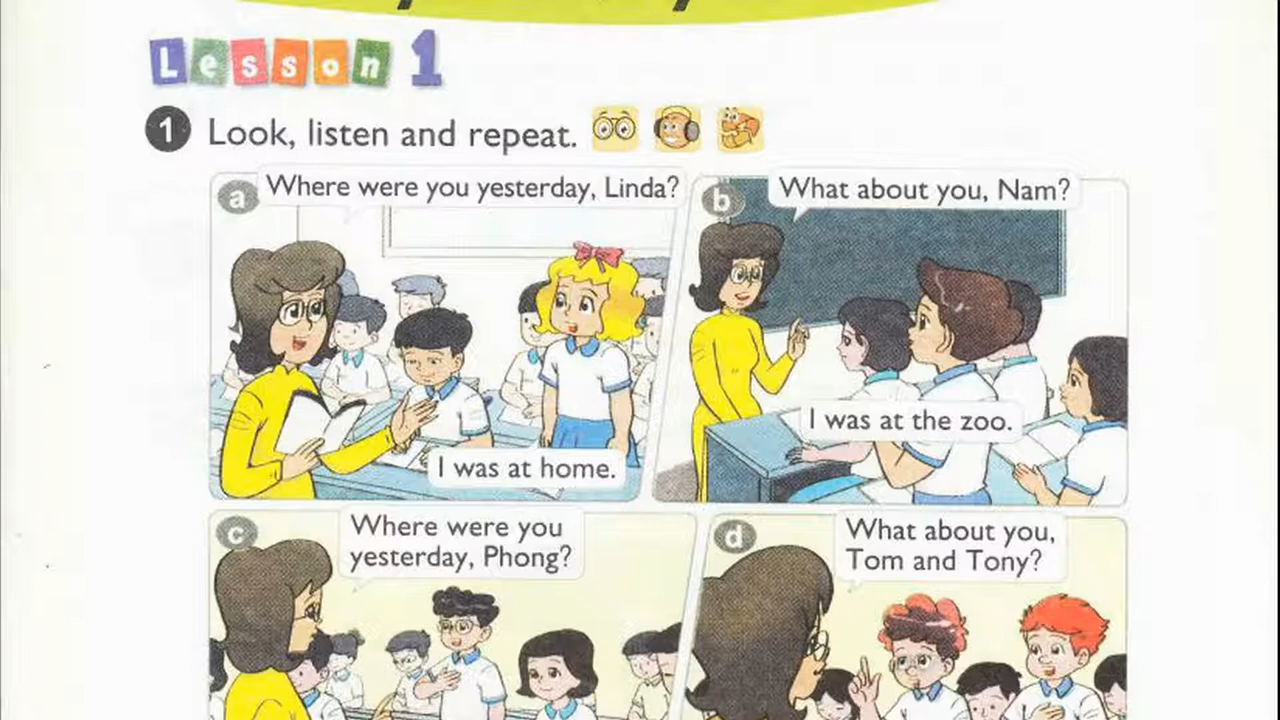 Lesson 1
1 Look, listen and repeat.
a
Where were you yesterday, Linda?
I was at home.
b
What about you, Nam?
I was at the zoo.
c
Where were you
yesterday, Phong?
d
What about you,
Tom and Tony?